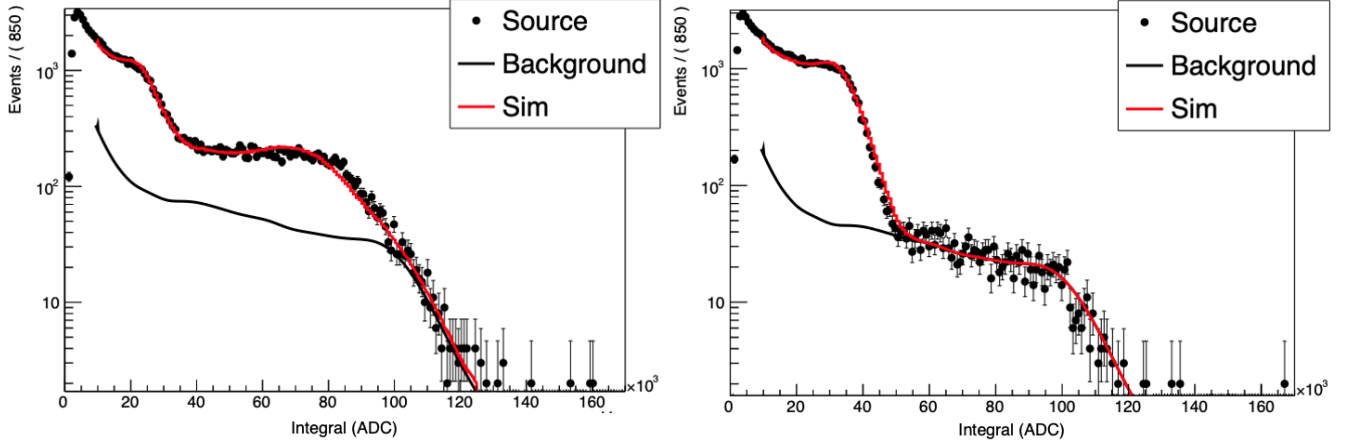 Events / ( 850 )
Source
Background
Sim
10³
10²
10
0 20 40 60 80 100 120 140 160 ×10³
Integral (ADC)
Events / ( 850 )
Source
Background
Sim
10³
10²
10
0 20 40 60 80 100 120 140 160 ×10³
Integral (ADC)